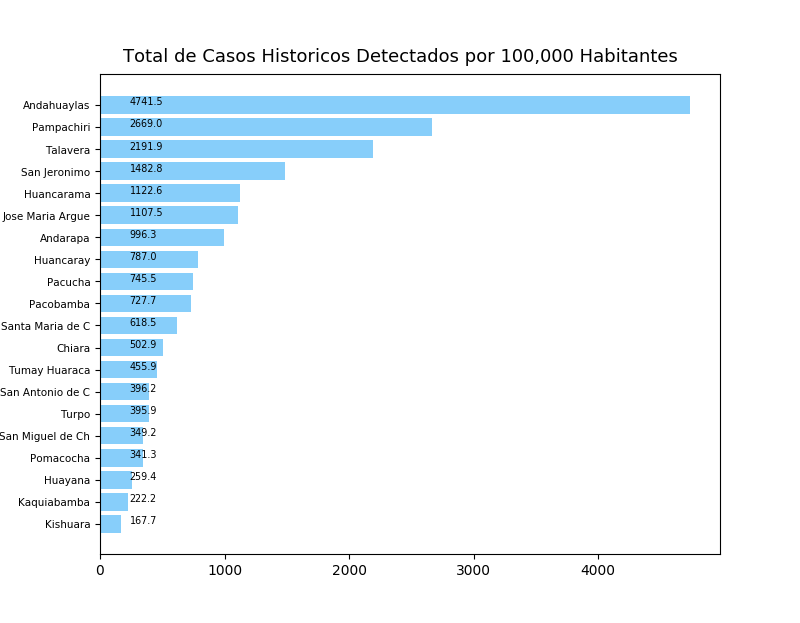 Total de Casos Historicos Detectados por 100,000 Habitantes
Andahuaylas 4741.5
Pampachiri 2669.0
Talavera 2191.9
San Jeronimo 1482.8
Huancarama 1122.6
Jose Maria Argue 1107.5
Andarapa 996.3
Huancaray 787.0
Pacucha 745.5
Pacobamba 727.7
Santa Maria de C 618.5
Chiara 502.9
Tumay Huaraca 455.9
San Antonio de C 396.2
Turpo 395.9
San Miguel de Ch 349.2
Pomacocha 341.3
Huayana 259.4
Kaquiabamba 222.2
Kishuara 167.7
0 1000 2000 3000 4000